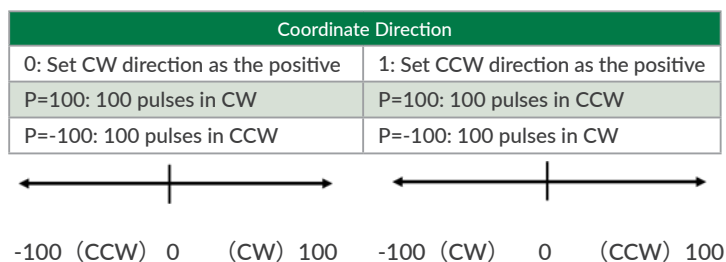 Coordinate Direction
0: Set CW direction as the positive 1: Set CCW direction as the positive
P=100: 100 pulses in CW P=100: 100 pulses in CCW
P=-100: 100 pulses in CCW P=-100: 100 pulses in CW
-100（CCW） 0 （CW）100 -100（CW） 0 （CCW）100